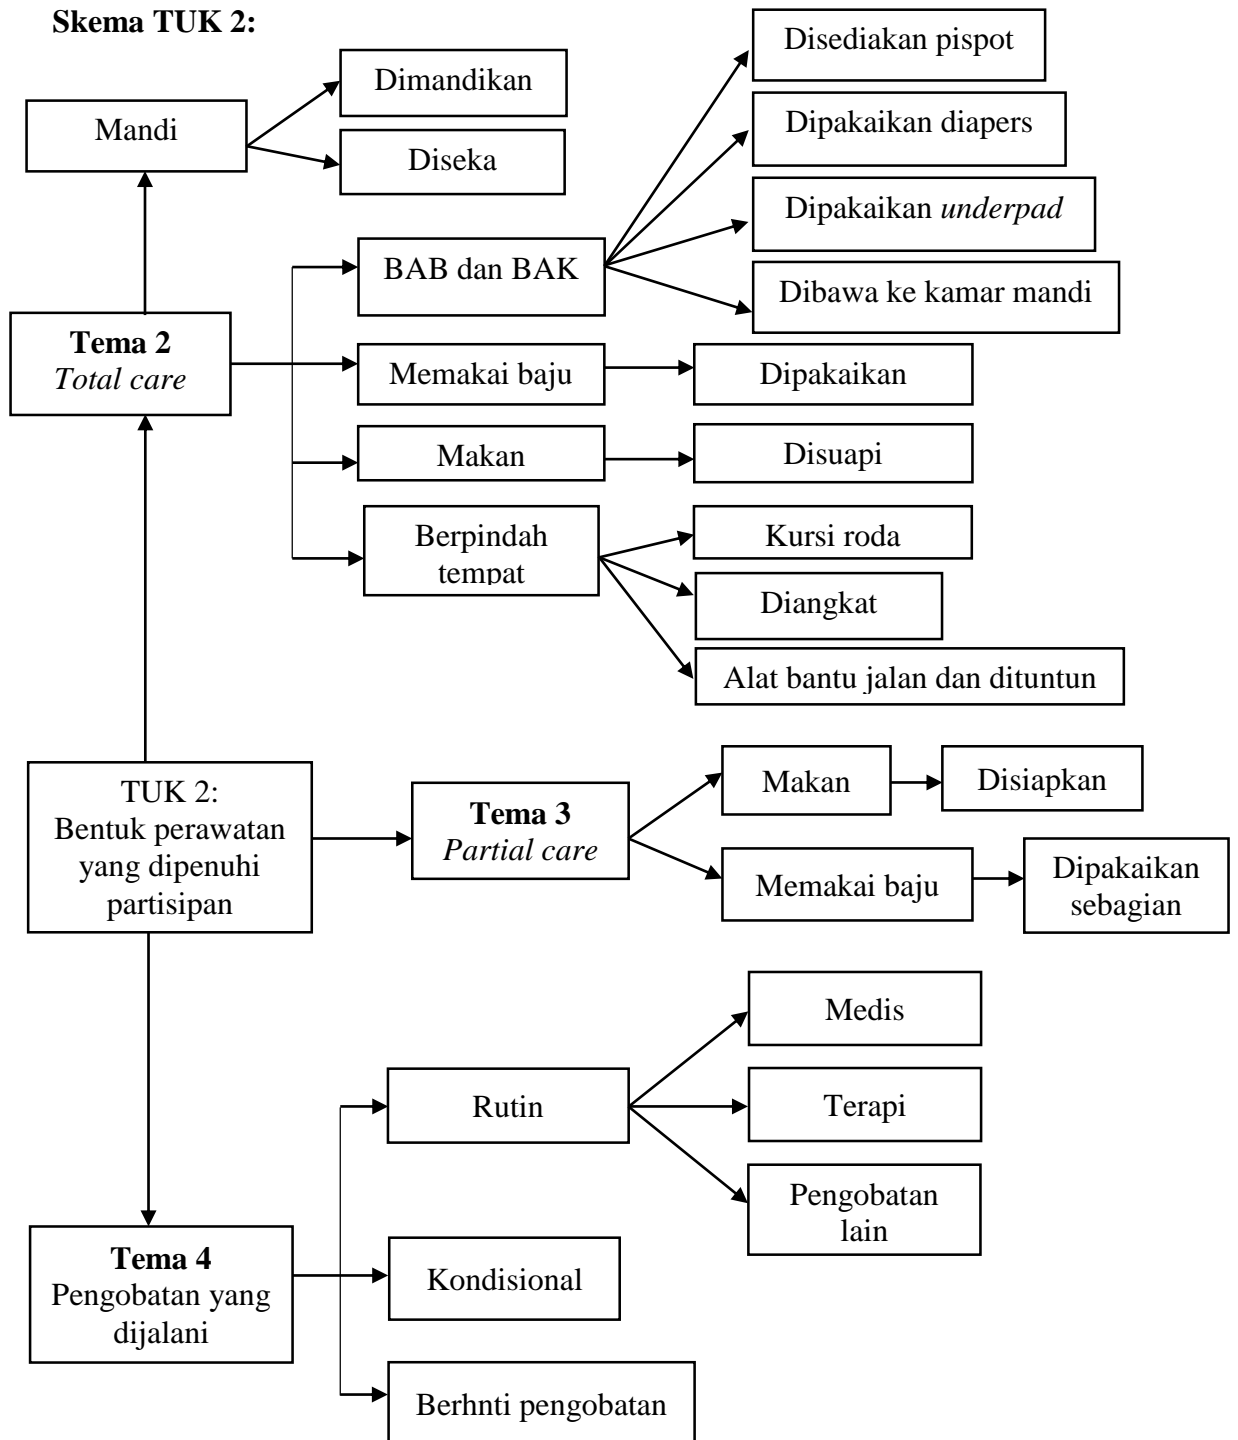 Skema TUK 2:
Disediakan pispot
Dimandikan
Mandi
Dipakaikan diapers
Diseka
Dipakaikan underpad
BAB dan BAK
Dibawa ke kamar mandi
Tema 2
Total care
Memakai baju
Dipakaikan
Makan
Disuapi
Berpindah
tempat
Kursi roda
Diangkat
Alat bantu jalan dan dituntun
TUK 2:
Bentuk perawatan
yang dipenuhi
partisipan
Tema 3
Partial care
Makan
Disiapkan
Memakai baju
Dipakaikan
sebagian
Medis
Rutin
Terapi
Pengobatan
lain
Tema 4
Pengobatan yang
dijalani
Kondisional
Berhnti pengobatan